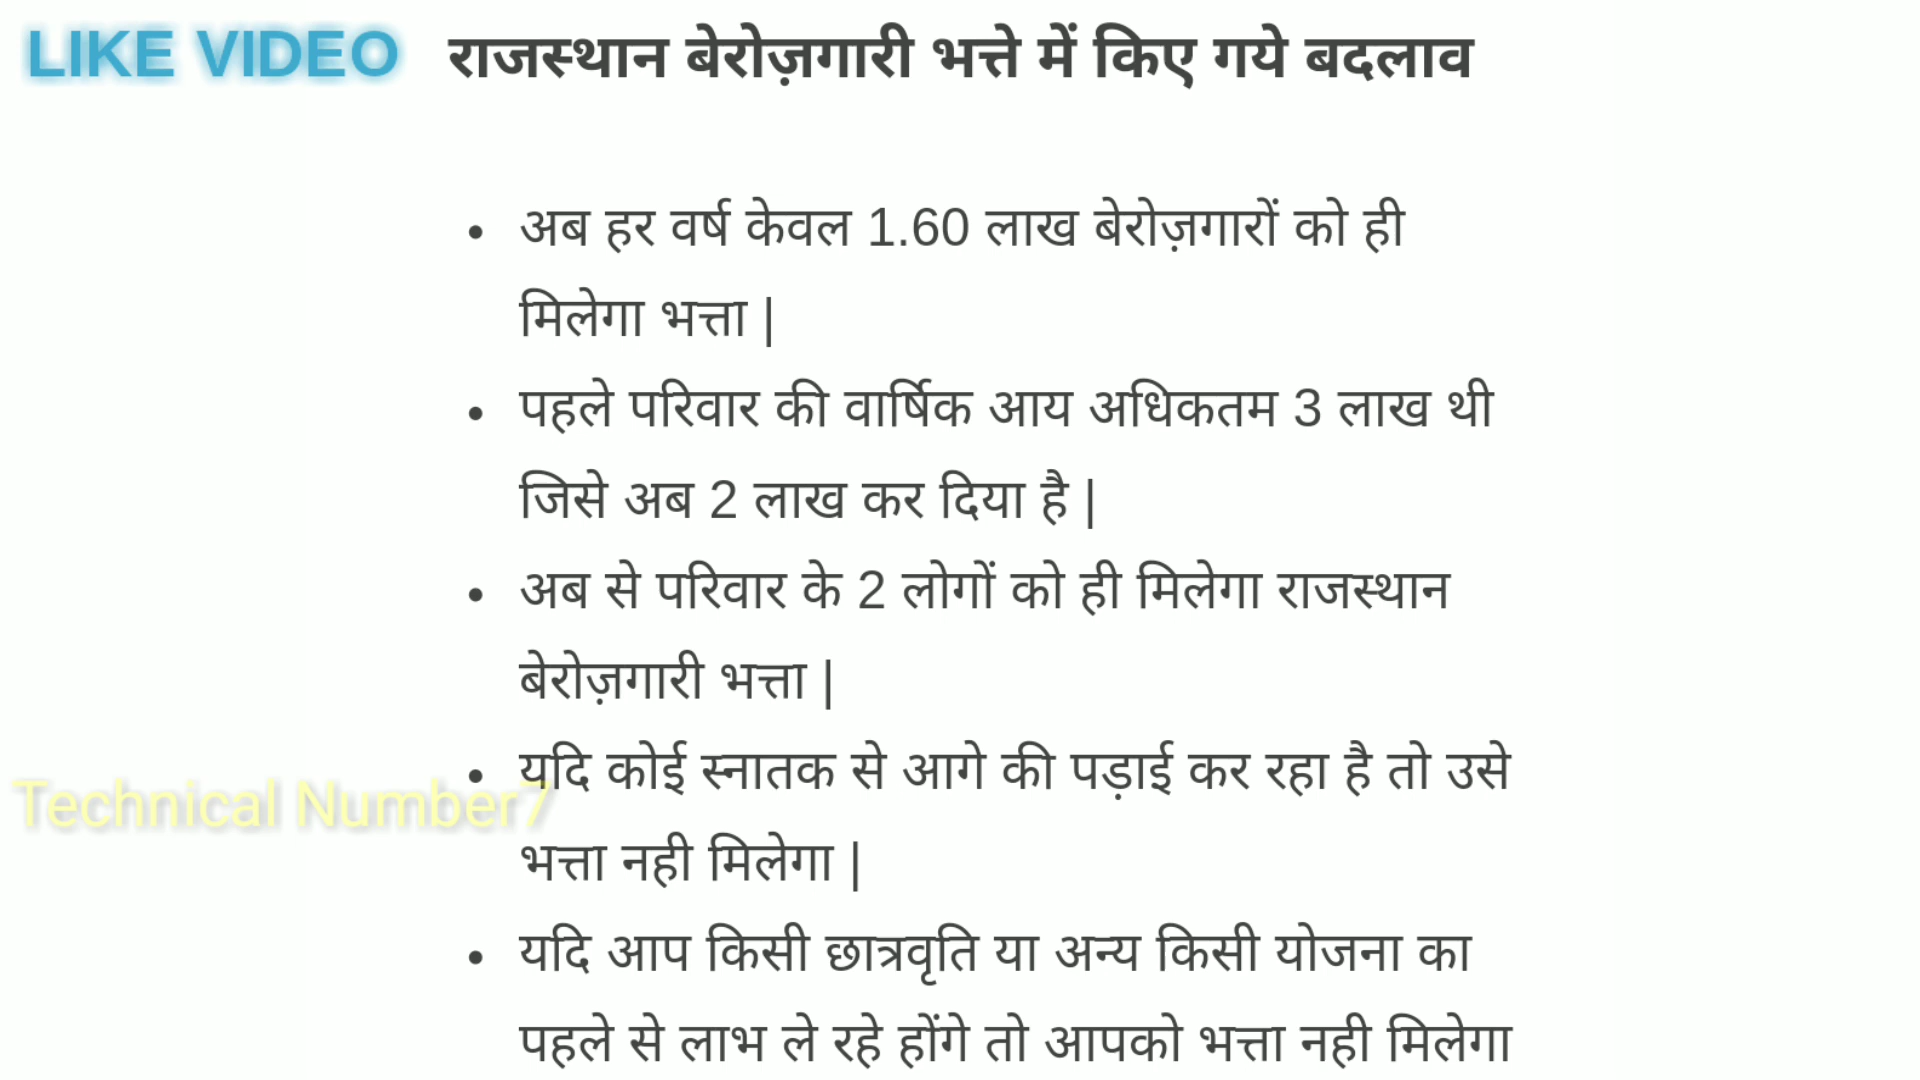 LIKE VIDEO
राजस्थान बेरोज़गारी भत्ते में किए गये बदलाव
• अब हर वर्ष केवल 1.60 लाख बेरोज़गारों को ही
मिलेगा भत्ता |
• पहले परिवार की वार्षिक आय अधिकतम 3 लाख थी
जिसे अब 2 लाख कर दिया है |
• अब से परिवार के 2 लोगों को ही मिलेगा राजस्थान
बेरोज़गारी भत्ता |
• यदि कोई स्नातक से आगे की पड़ाई कर रहा है तो उसे
Technical Number7
भत्ता नही मिलेगा |
• यदि आप किसी छात्रवृति या अन्य किसी योजना का
पहले से लाभ ले रहे होंगे तो आपको भत्ता नही मिलेगा